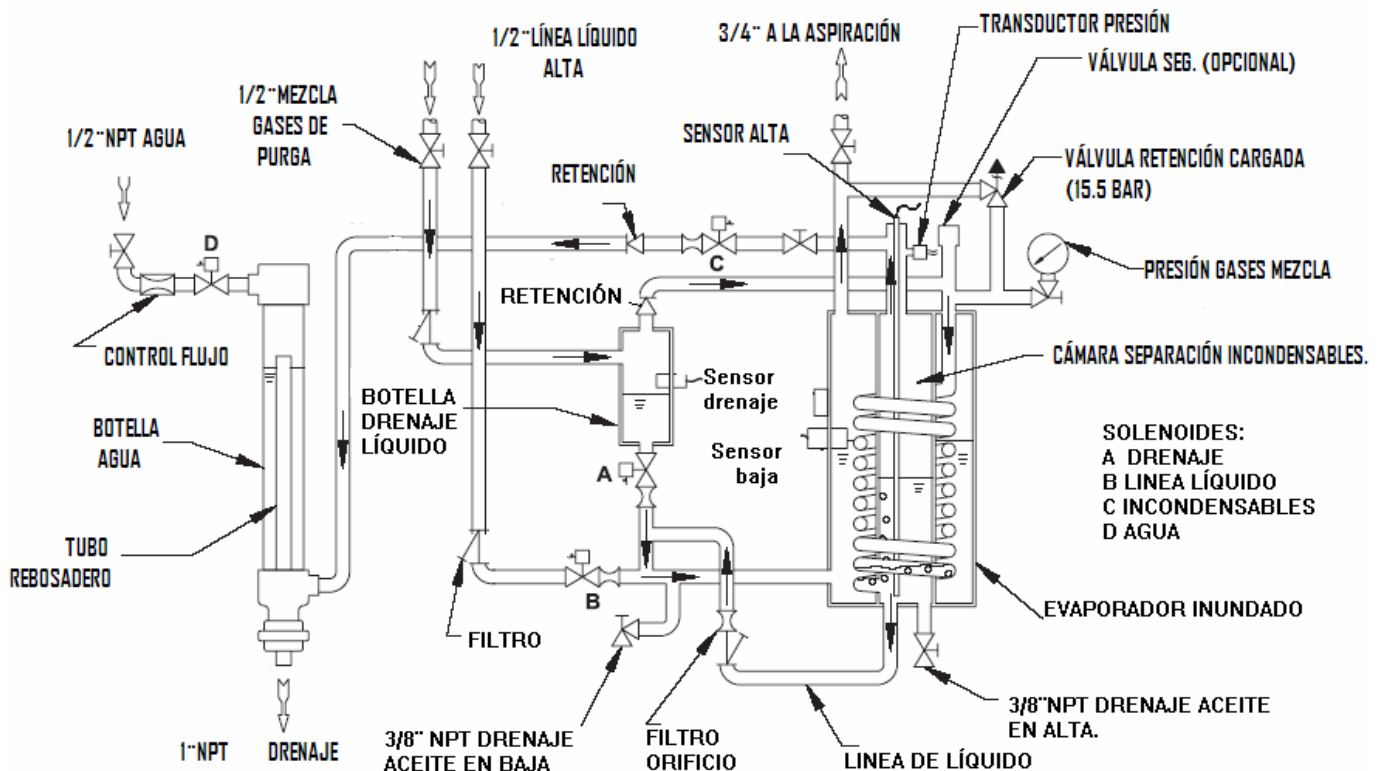 1/2¨LÍNEA LÍQUIDO
ALTA
3/4¨ A LA ASPIRACIÓN
TRANSDUCTOR PRESIÓN
VÁLVULA SEG. (OPCIONAL)
1/2¨MEZCLA
GASES DE
PURGA
1/2¨NPT AGUA
SENSOR ALTA
VÁLVULA RETENCIÓN CARGADA
(15.5 BAR)
RETENCIÓN
D
C
PRESIÓN GASES MEZCLA
RETENCIÓN
CONTROL FLUJO
CÁMARA SEPARACIÓN INCONDENSABLES.
Sensor
drenaje
BOTELLA
DRENAJE
LÍQUIDO
BOTELLA
AGUA
Sensor
baja
SOLENOIDES:
A DRENAJE
B LINEA LÍQUIDO
C INCONDENSABLES
D AGUA
A
TUBO
REBOSADERO
B
EVAPORADOR INUNDADO
FILTRO
3/8¨NPT DRENAJE ACEITE
EN ALTA.
1¨NPT DRENAJE
3/8¨ NPT DRENAJE
ACEITE EN BAJA
FILTRO
ORIFICIO
LINEA DE LÍQUIDO